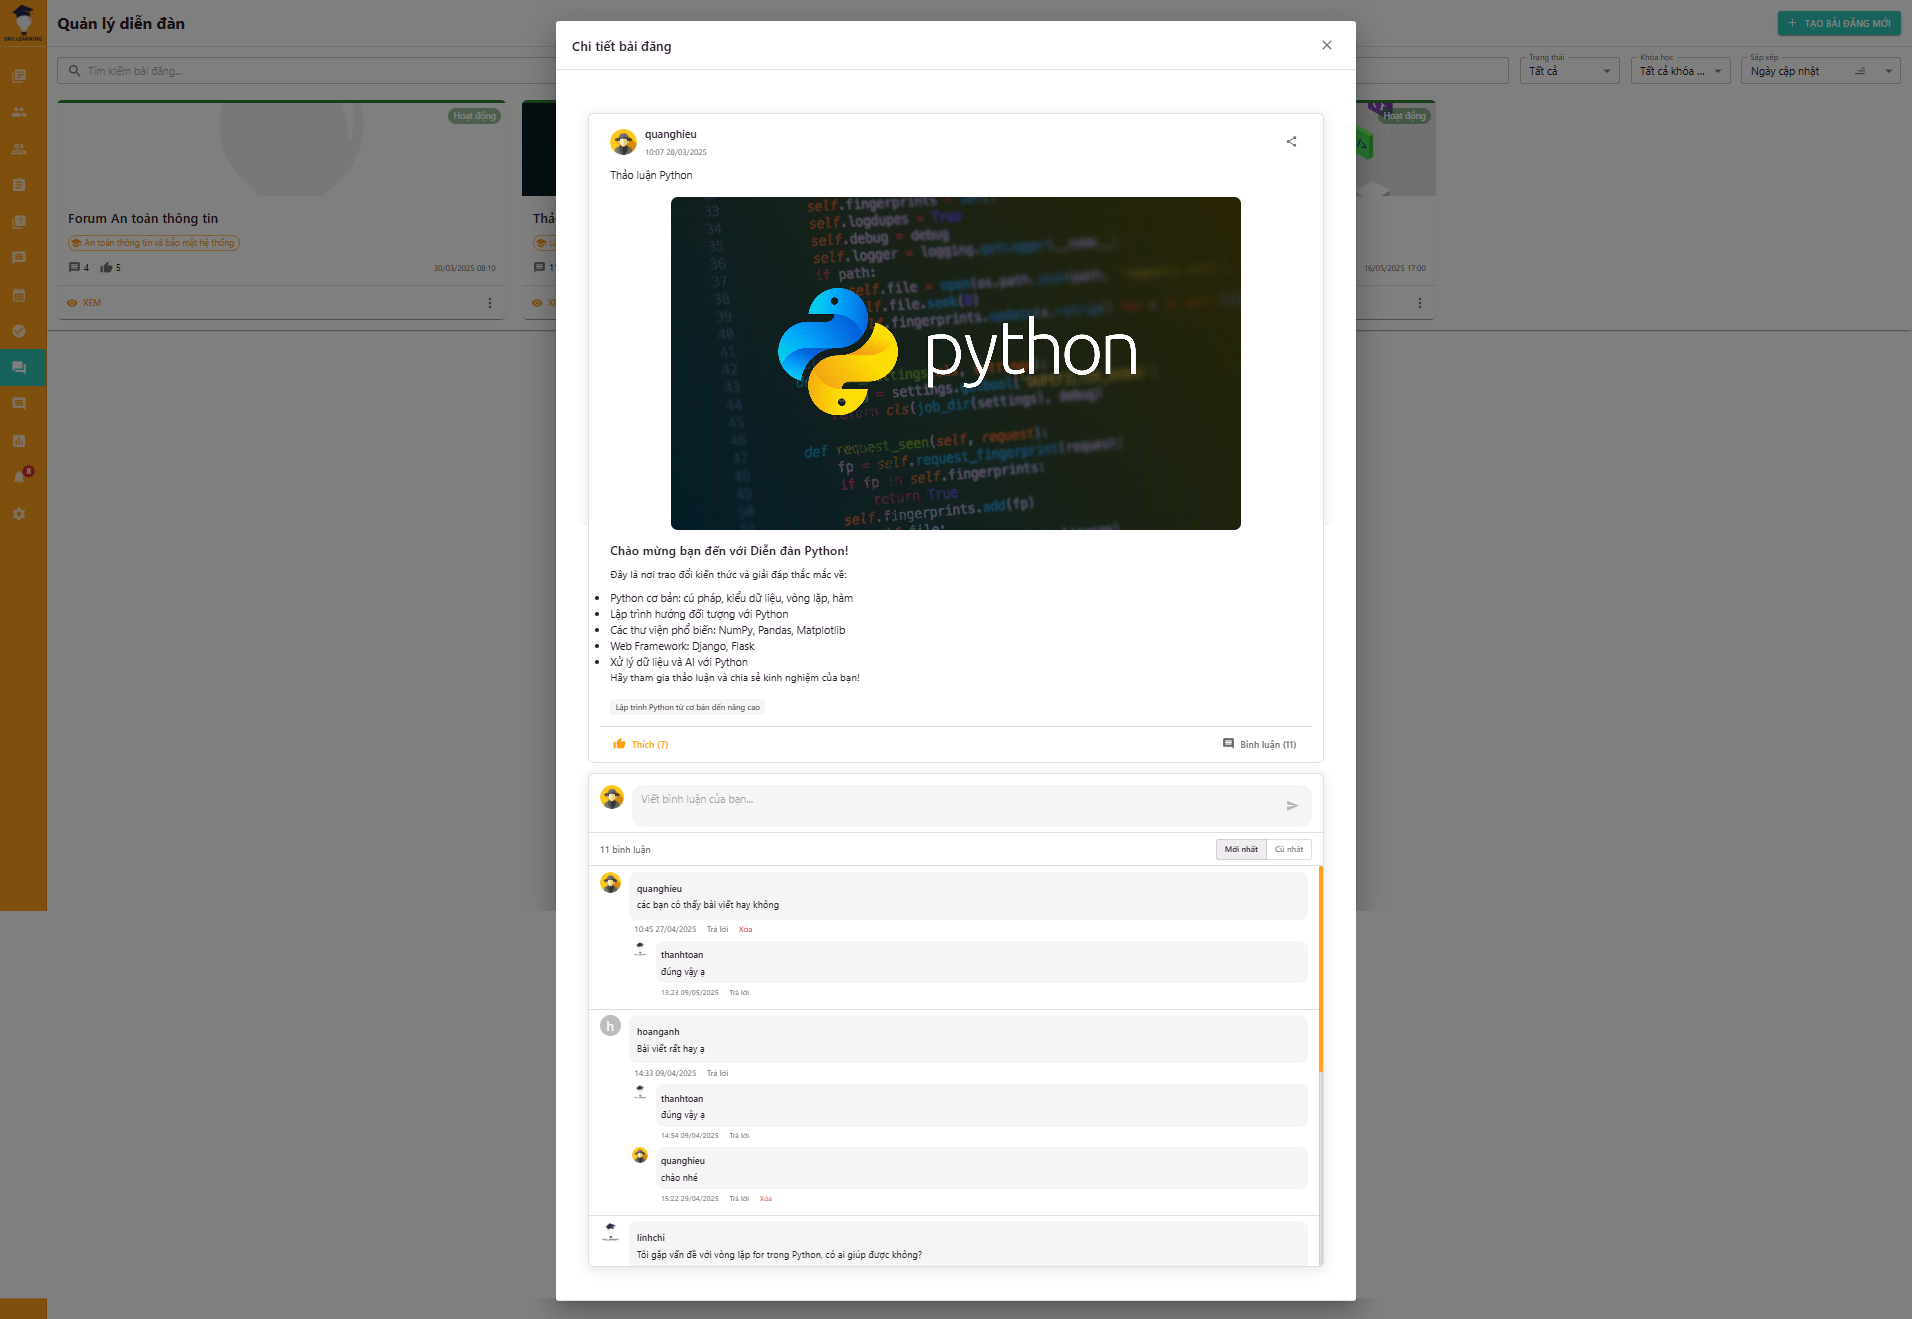 DNC LEARNING
Quản lý diễn đàn
TẠO BÀI ĐĂNG MỚI
Tìm kiếm bài đăng...
Trạng thái
Tất cả
Khóa học
Tất cả khóa ...
Sắp xếp
Ngày cập nhật
Hoạt động
Forum An toàn thông tin
An toàn thông tin và bảo mật hệ thống
4
5
30/03/2025 08:10
XEM
Hoạt động
16/05/2025 17:00
8
Chi tiết bài đăng
quanghieu
10:07 28/03/2025
Thảo luận Python
python
Chào mừng bạn đến với Diễn đàn Python!
Đây là nơi trao đổi kiến thức và giải đáp thắc mắc về:
Python cơ bản: cú pháp, kiểu dữ liệu, vòng lặp, hàm
Lập trình hướng đối tượng với Python
Các thư viện phổ biến: NumPy, Pandas, Matplotlib
Web Framework: Django, Flask
Xử lý dữ liệu và AI với Python
Hãy tham gia thảo luận và chia sẻ kinh nghiệm của bạn!
Lập trình Python từ cơ bản đến nâng cao
Thích (7)
Bình luận (11)
Viết bình luận của bạn...
11 bình luận
Mới nhất
Cũ nhất
quanghieu
các bạn có thấy bài viết hay không
10:45 27/04/2025 Trả lời Xóa
thanhtoan
đúng vậy ạ
13:23 09/05/2025 Trả lời
h
hoanganh
Bài viết rất hay ạ
14:33 09/04/2025 Trả lời
thanhtoan
đúng vậy ạ
14:54 09/04/2025 Trả lời
quanghieu
chào nhé
15:22 29/04/2025 Trả lời Xóa
linhchi
Tôi gặp vấn đề với vòng lặp for trong Python, có ai giúp được không?